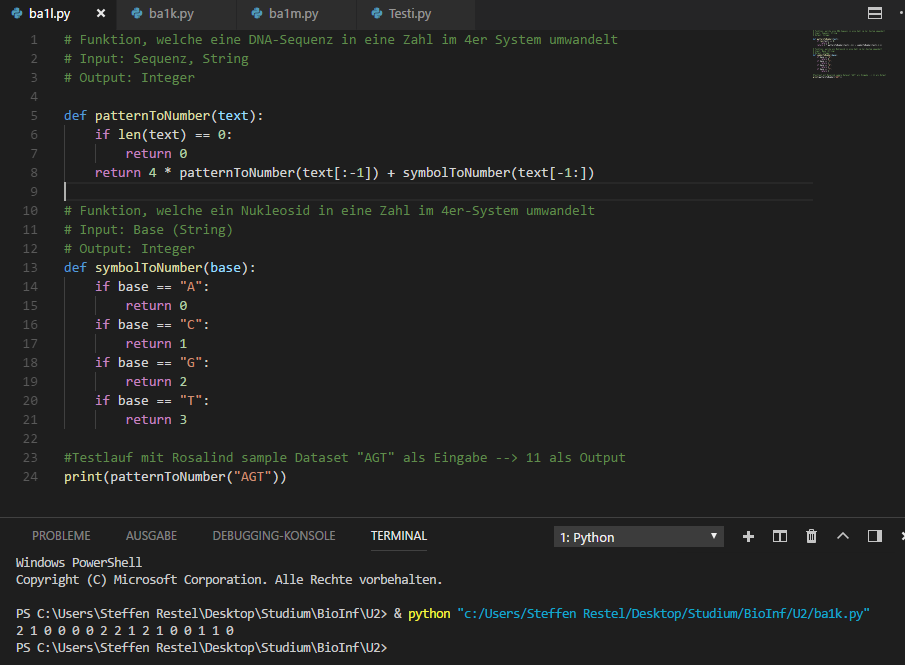 ba1l.py ba1k.py ba1m.py Testi.py
1 # Funktion, welche eine DNA-Sequenz in eine Zahl im 4er System umwandelt
2 # Input: Sequenz, String
3 # Output: Integer
4
5 def patternToNumber(text):
6 if len(text) == 0:
7 return 0
8 return 4 * patternToNumber(text[:-1]) + symbolToNumber(text[-1:])
9
10 # Funktion, welche ein Nukleosid in eine Zahl im 4er-System umwandelt
11 # Input: Base (String)
12 # Output: Integer
13 def symbolToNumber(base):
14 if base == "A":
15 return 0
16 if base == "C":
17 return 1
18 if base == "G":
19 return 2
20 if base == "T":
21 return 3
22
23 #Testlauf mit Rosalind sample Dataset "AGT" als Eingabe --> 11 als Output
24 print(patternToNumber("AGT"))
PROBLEME AUSGABE DEBUGGING-KONSOLE TERMINAL 1: Python
Windows PowerShell
Copyright (C) Microsoft Corporation. Alle Rechte vorbehalten.
PS C:\Users\Steffen Restel\Desktop\Studium\BioInf\U2> & python "c:/Users/Steffen Restel/Desktop/Studium/BioInf/U2/ba1k.py"
2 1 0 0 0 0 2 2 1 2 1 0 0 1 1 0
PS C:\Users\Steffen Restel\Desktop\Studium\BioInf\U2>